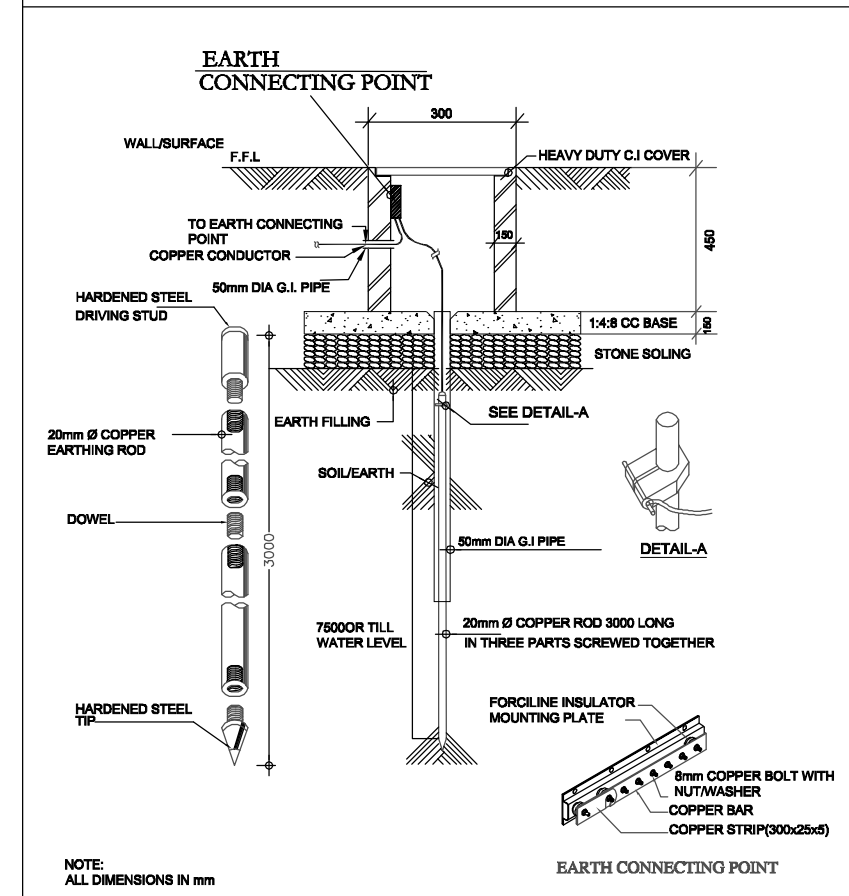 EARTH
CONNECTING POINT
300
WALL/SURFACE
F.F.L
HEAVY DUTY C.I COVER
TO EARTH CONNECTING
POINT
COPPER CONDUCTOR
150
450
50mm DIA G.I. PIPE
HARDENED STEEL
DRIVING STUD
1:4:8 CC BASE
150
STONE SOLING
EARTH FILLING
SEE DETAIL-A
20mm Ø COPPER
EARTHING ROD
SOIL/EARTH
DOWEL
3000
50mm DIA G.I PIPE
DETAIL-A
7500OR TILL
WATER LEVEL
20mm Ø COPPER ROD 3000 LONG
IN THREE PARTS SCREWED TOGETHER
HARDENED STEEL
TIP
FORCILINE INSULATOR
MOUNTING PLATE
8mm COPPER BOLT WITH
NUT/WASHER
COPPER BAR
COPPER STRIP(300x25x5)
EARTH CONNECTING POINT
NOTE:
ALL DIMENSIONS IN mm